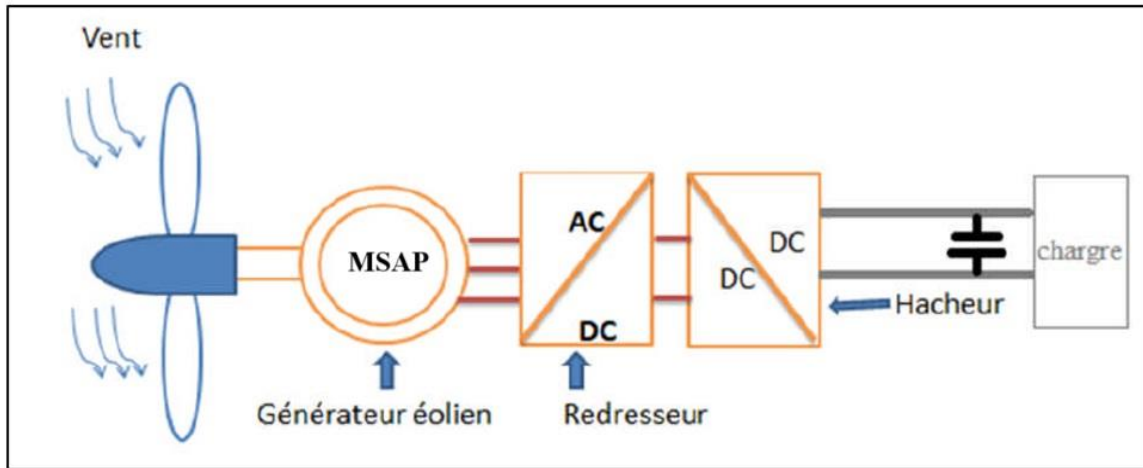 Vent
MSAP
AC
DC
DC
DC
chargre
Hacheur
Générateur éolien
Redresseur